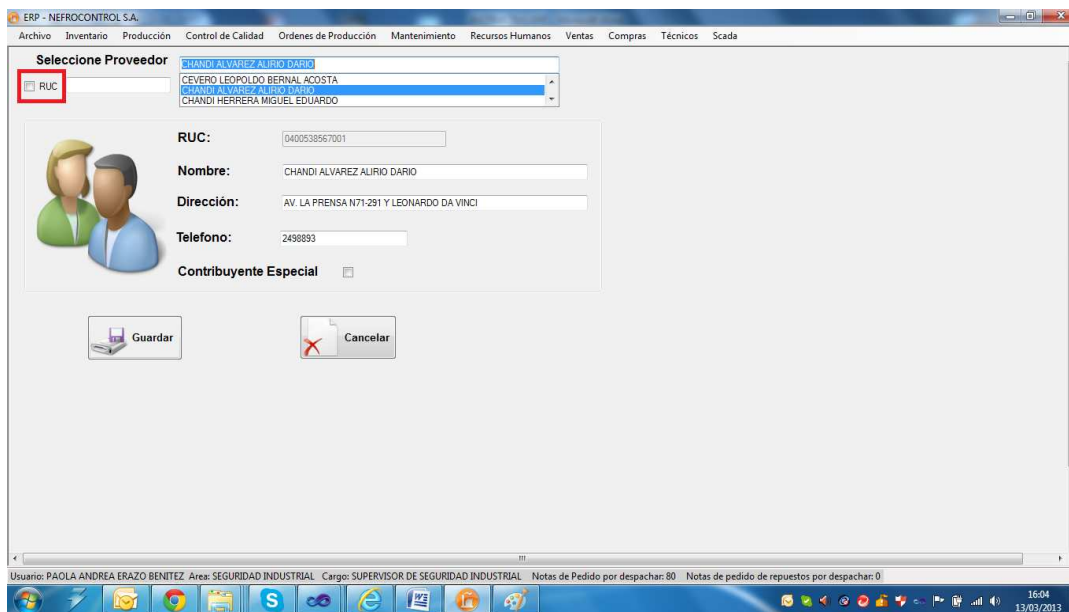 ERP - NEFROCONTROL S.A.
Archivo Inventario Producción Control de Calidad Ordenes de Producción Mantenimiento Recursos Humanos Ventas Compras Técnicos Scada
Seleccione Proveedor CHANDI ALVAREZ ALIRIO DARIO
RUC
CEVERO LEOPOLDO BERNAL ACOSTA
CHANDI ALVAREZ ALIRIO DARIO
CHANDI HERRERA MIGUEL EDUARDO
RUC: 0400538567001
Nombre: CHANDI ALVAREZ ALIRIO DARIO
Dirección: AV. LA PRENSA N71-291 Y LEONARDO DA VINCI
Telefono: 2498893
Contribuyente Especial
Guardar Cancelar
Usuario: PAOLA ANDREA ERAZO BENITEZ Area: SEGURIDAD INDUSTRIAL Cargo: SUPERVISOR DE SEGURIDAD INDUSTRIAL Notas de Pedido por despachar: 80 Notas de pedido de repuestos por despachar: 0
16:04
13/03/2013